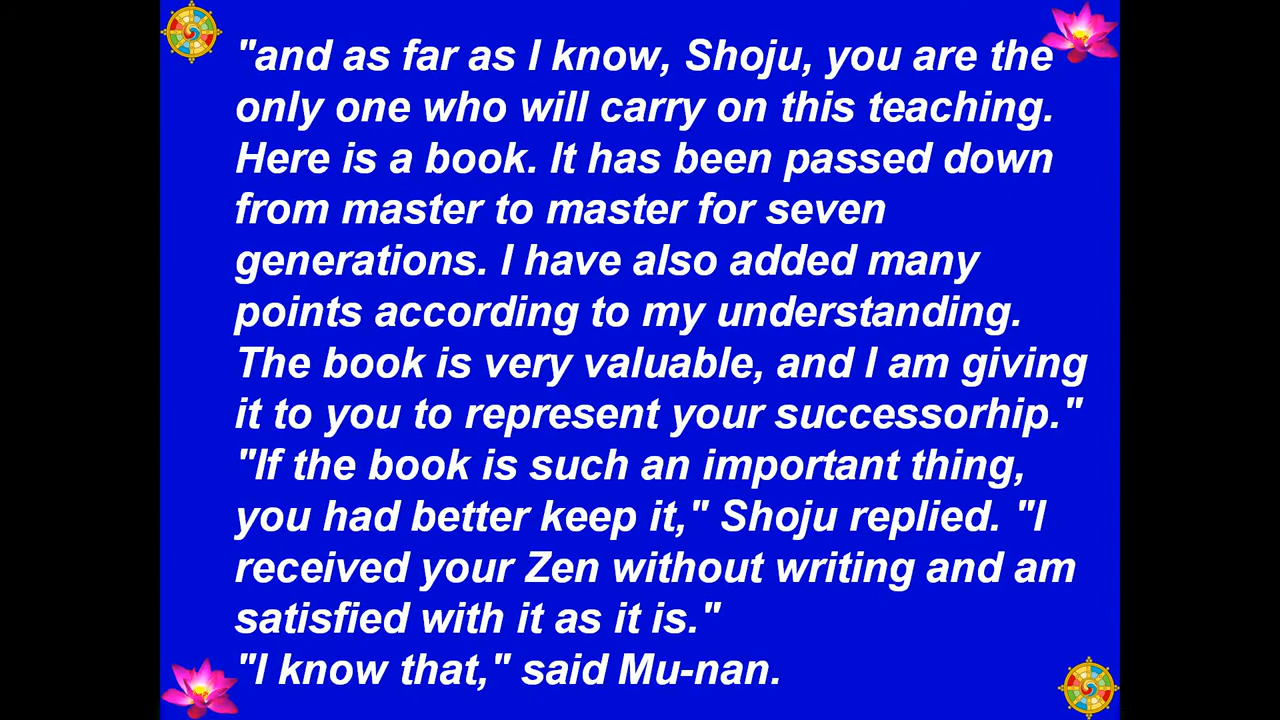 "and as far as I know, Shoju, you are the
only one who will carry on this teaching.
Here is a book. It has been passed down
from master to master for seven
generations. I have also added many
points according to my understanding.
The book is very valuable, and I am giving
it to you to represent your successorhip."
"If the book is such an important thing,
you had better keep it," Shoju replied. "I
received your Zen without writing and am
satisfied with it as it is."
"I know that," said Mu-nan.